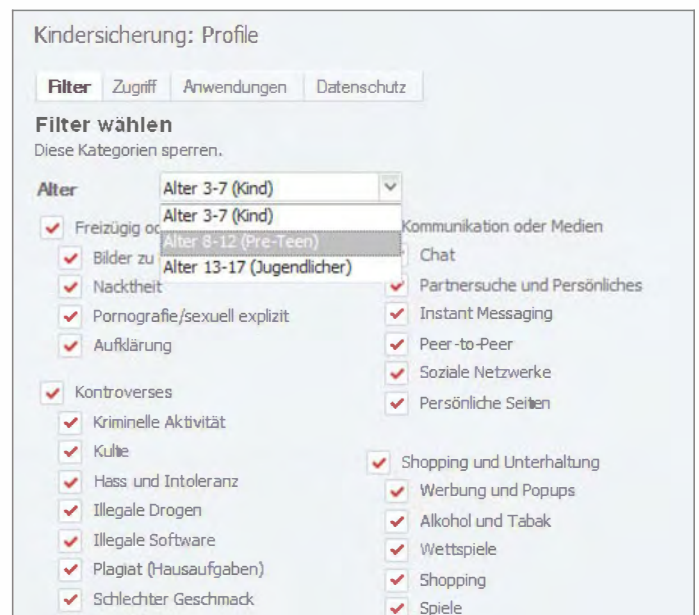 Kindersicherung: Profile
Filter Zugriff Anwendungen Datenschutz
Filter wählen
Diese Kategorien sperren.
Alter Alter 3-7 (Kind)
Alter 3-7 (Kind)
Alter 8-12 (Pre-Teen)
Alter 13-17 (Jugendlicher)
Freizügig
Bilder zu
Nacktheit
Pornografie/sexuell explizit
Aufklärung
Kontroverses
Kriminelle Aktivität
Kulte
Hass und Intoleranz
Illegale Drogen
Illegale Software
Plagiat (Hausaufgaben)
Schlechter Geschmack
Kommunikation oder Medien
Chat
Partnersuche und Persönliches
Instant Messaging
Peer-to-Peer
Soziale Netzwerke
Persönliche Seiten
Shopping und Unterhaltung
Werbung und Popups
Alkohol und Tabak
Wettspiele
Shopping
Spiele